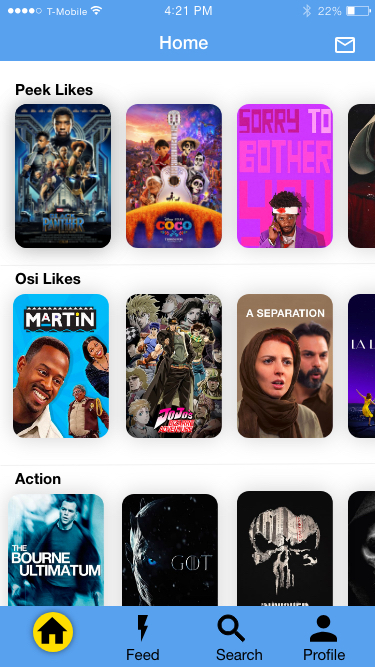 T-Mobile 4:21 PM 22%
Home
Peek Likes
PANTHER
COCO
SORRY TO
BOTHER
YOU
Osi Likes
MARTIN
JOJO'S
BIZARRE
ADVENTURE
A SEPARATION
LA L
Action
THE
BOURNE
ULTIMATUM
GOT
Feed Search Profile